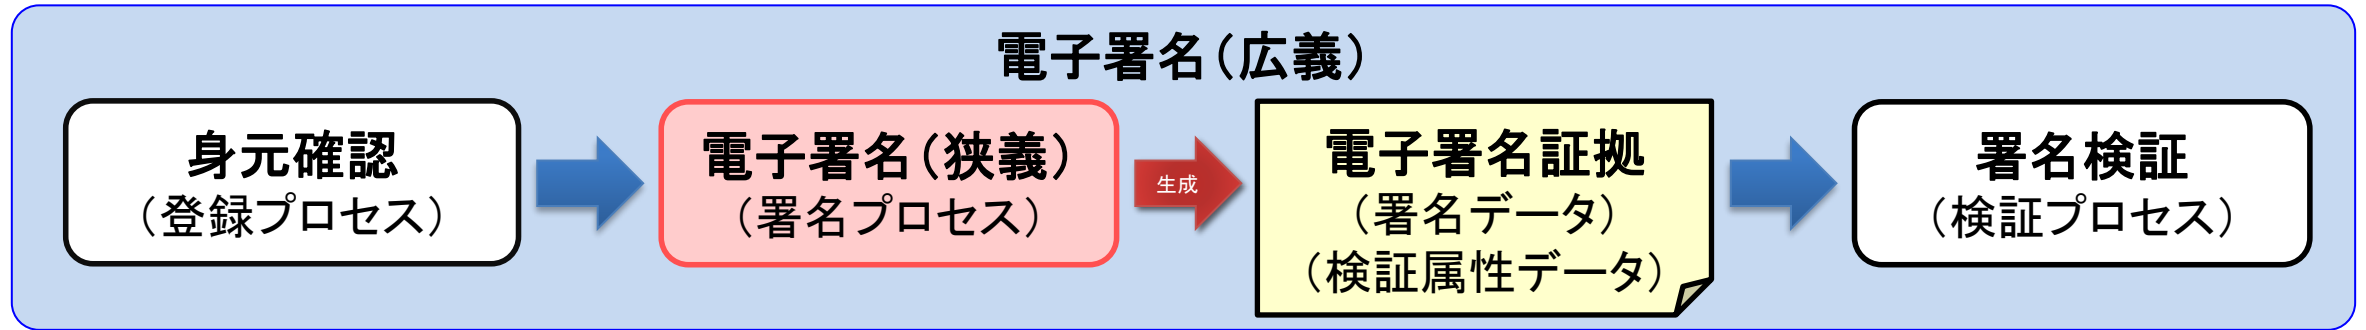 電子署名（広義）
身元確認
（登録プロセス）
電子署名（狭義）
（署名プロセス）
生成
電子署名証拠
（署名データ）
（検証属性データ）
署名検証
（検証プロセス）